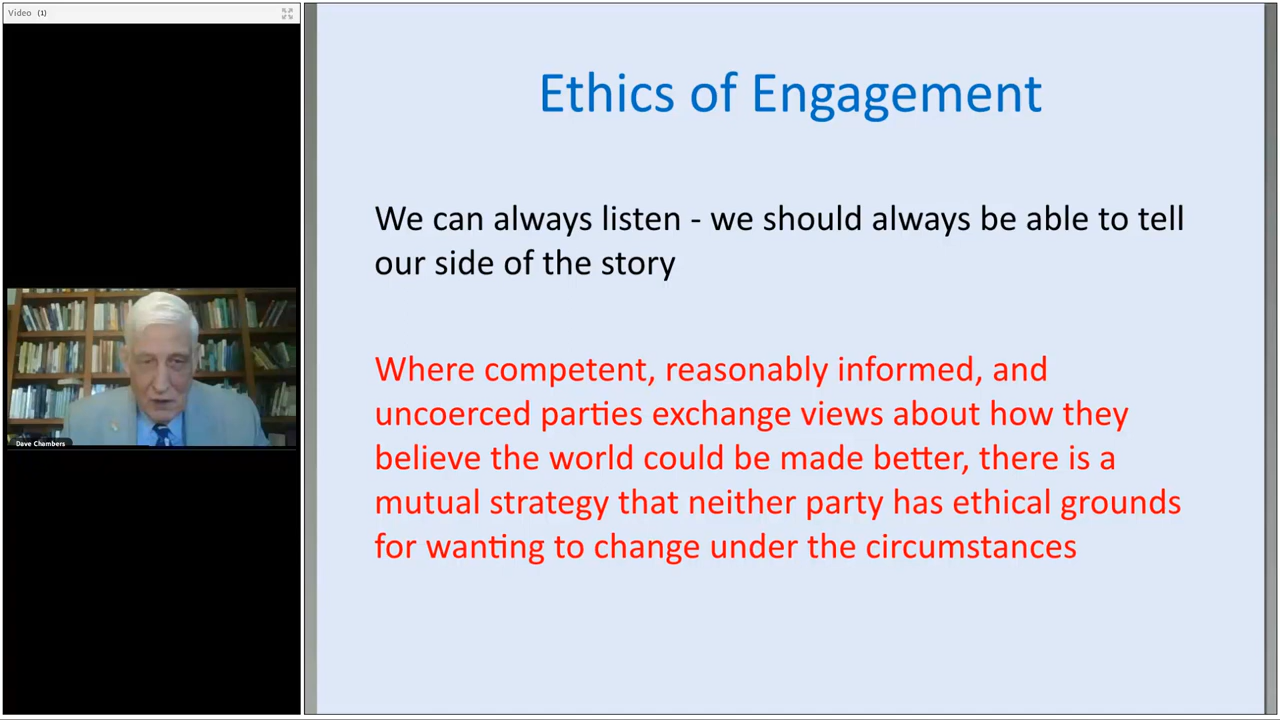 Video (1)
Dave Chambers
Ethics of Engagement
We can always listen - we should always be able to tell
our side of the story
Where competent, reasonably informed, and
uncoerced parties exchange views about how they
believe the world could be made better, there is a
mutual strategy that neither party has ethical grounds
for wanting to change under the circumstances